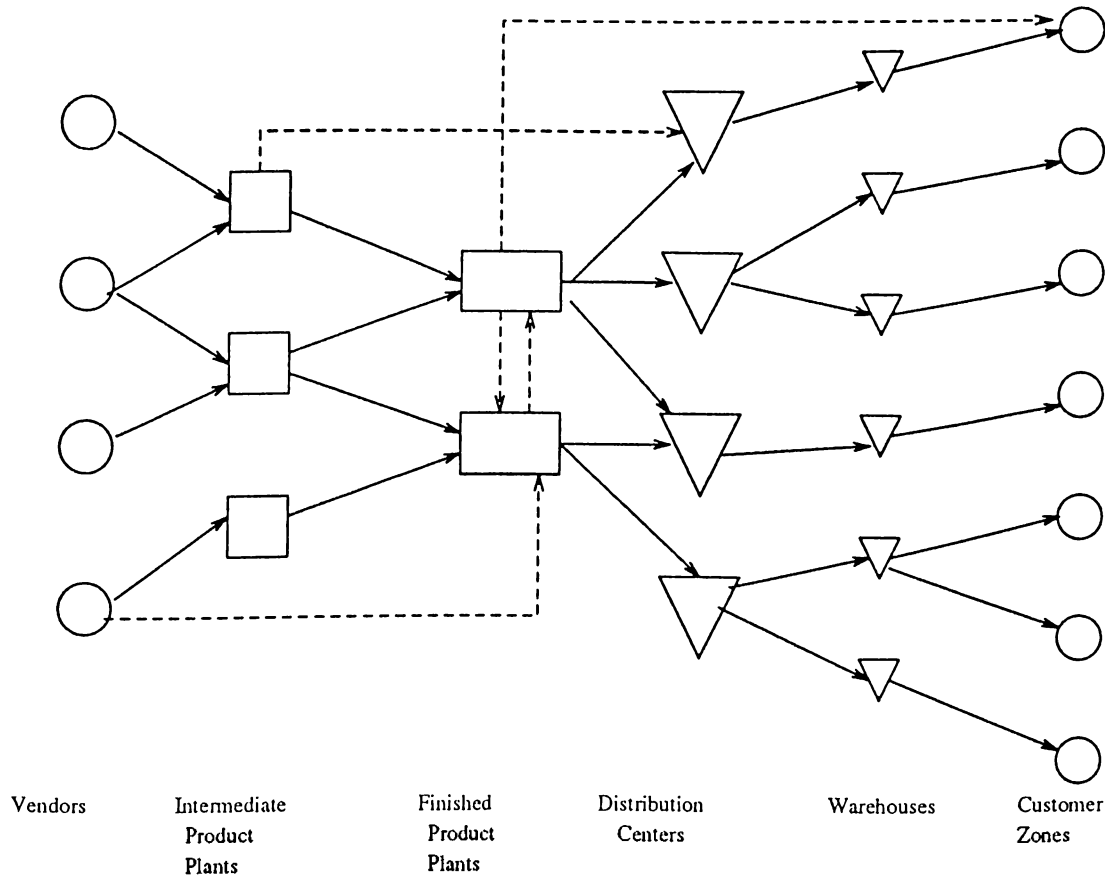 Vendors
Intermediate
Product
Plants
Finished
Product
Plants
Distribution
Centers
Warehouses
Customer
Zones